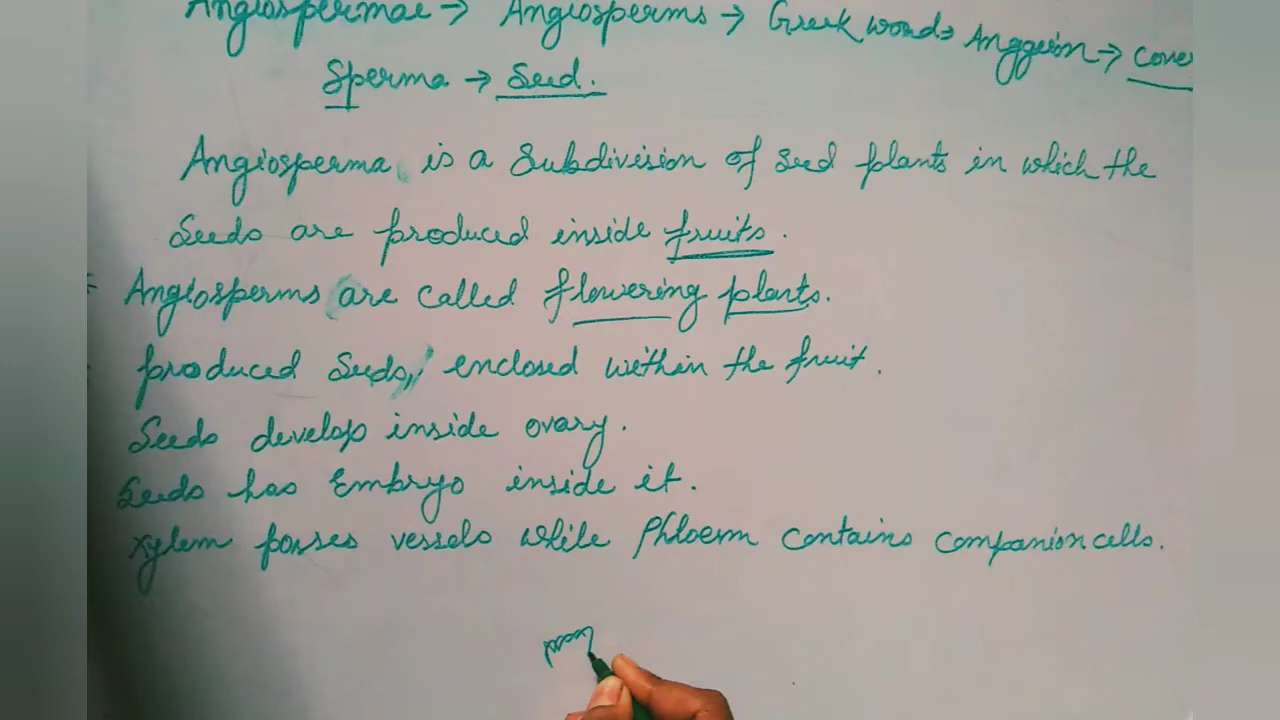 Angiospermae → Angiosperms → Greek words Anggeion → Cove
Sperma → Seed.
Angiosperma is a Subdivision of Seed plants in which the
Seeds are produced inside fruits.
Angiosperms are called flowering plants.
produced Seeds, enclosed within the fruit.
Seeds develop inside ovary.
Seeds has Embryo inside it.
Xylem posses vessels while Phloem contains companion cells.